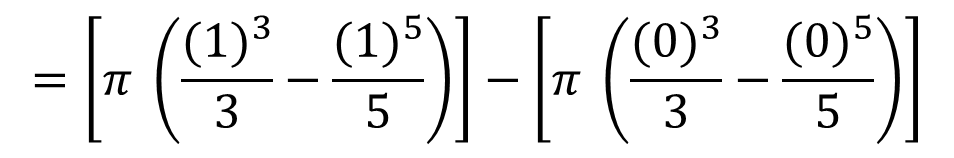 = [π ((1)³/3 − (1)⁵/5)] − [π ((0)³/3 − (0)⁵/5)]